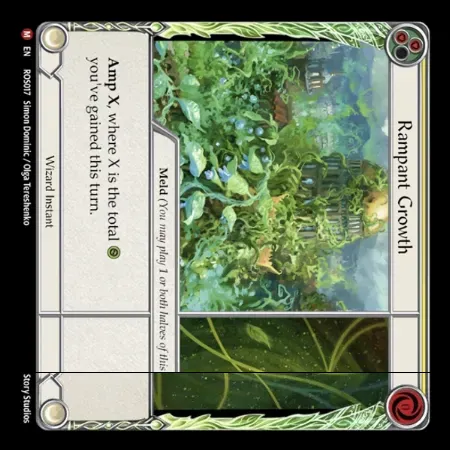 Rampant Growth
Meld (You may play 1 or both halves of this
Amp X, where X is the total
you've gained this turn.
Wizard Instant
M EN ROS017 Simon Dominic / Olga Tereshenko
Story Studios